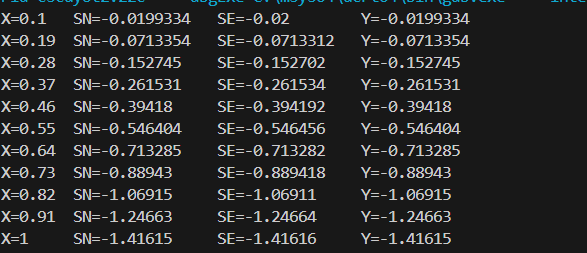 X=0.1 SN=-0.0199334 SE=-0.02 Y=-0.0199334
X=0.19 SN=-0.0713354 SE=-0.0713312 Y=-0.0713354
X=0.28 SN=-0.152745 SE=-0.152702 Y=-0.152745
X=0.37 SN=-0.261531 SE=-0.261534 Y=-0.261531
X=0.46 SN=-0.39418 SE=-0.394192 Y=-0.39418
X=0.55 SN=-0.546404 SE=-0.546456 Y=-0.546404
X=0.64 SN=-0.713285 SE=-0.713282 Y=-0.713285
X=0.73 SN=-0.88943 SE=-0.889418 Y=-0.88943
X=0.82 SN=-1.06915 SE=-1.06911 Y=-1.06915
X=0.91 SN=-1.24663 SE=-1.24664 Y=-1.24663
X=1 SN=-1.41615 SE=-1.41616 Y=-1.41615